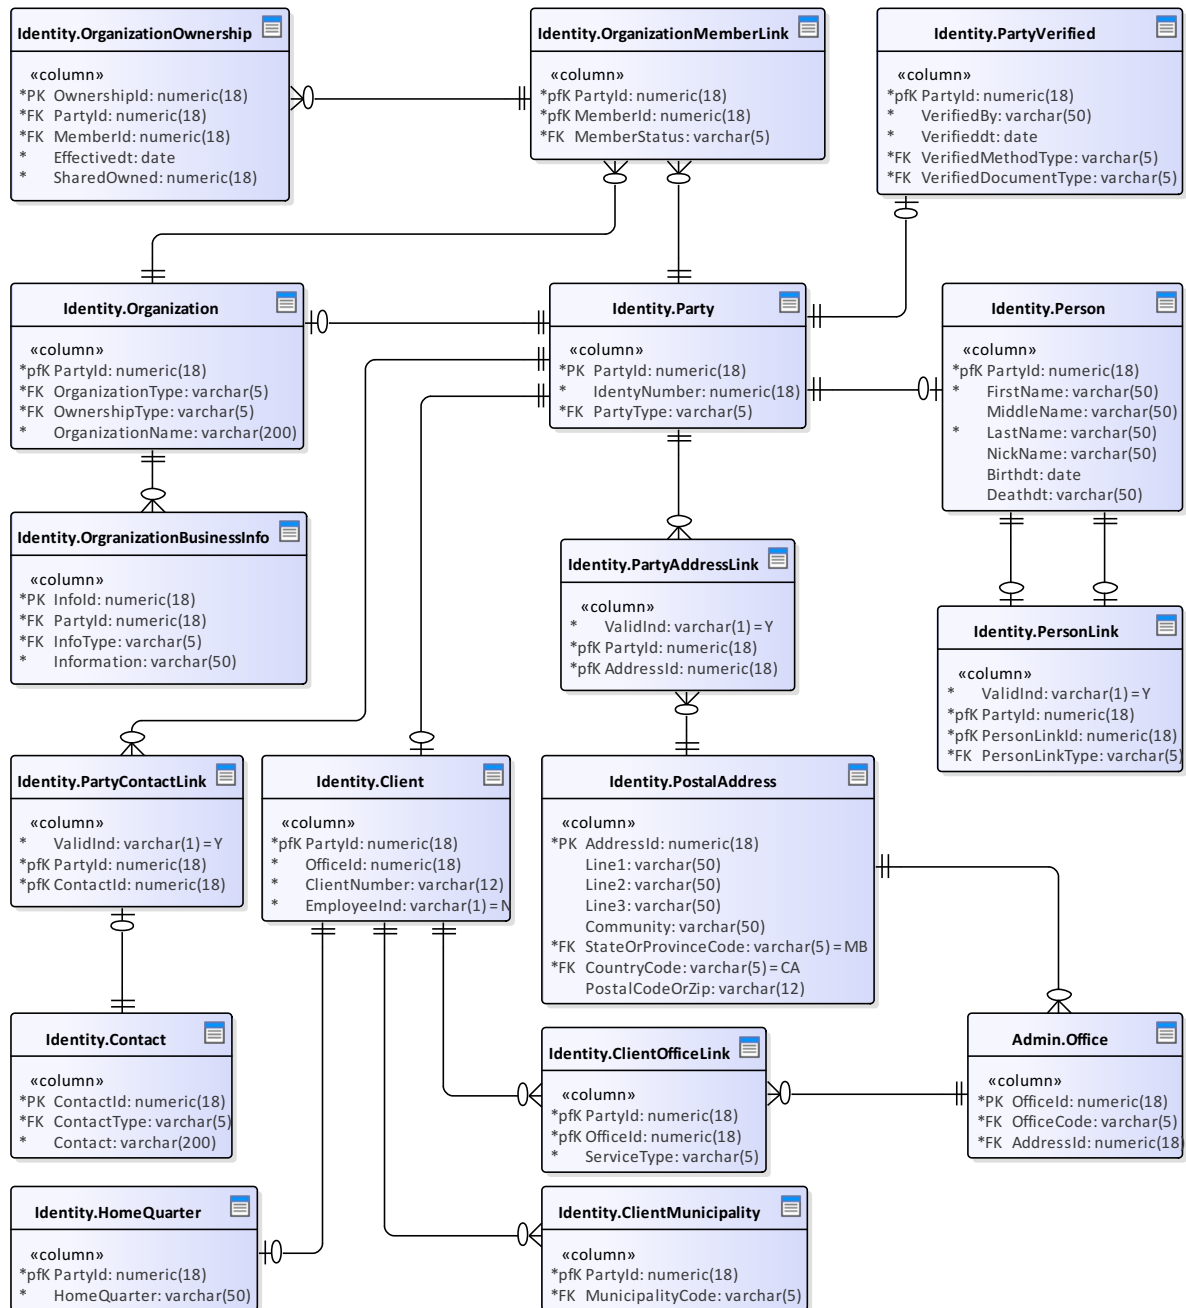 Identity.OrganizationOwnership
«column»
*PK OwnershipId: numeric(18)
*FK PartyId: numeric(18)
*FK MemberId: numeric(18)
* Effectivedt: date
* SharedOwned: numeric(18)
Identity.OrganizationMemberLink
«column»
*pfK PartyId: numeric(18)
*pfK MemberId: numeric(18)
*FK MemberStatus: varchar(5)
Identity.PartyVerified
«column»
*pfK PartyId: numeric(18)
* VerifiedBy: varchar(50)
* Verifieddt: date
*FK VerifiedMethodType: varchar(5)
*FK VerifiedDocumentType: varchar(5)
Identity.Organization
«column»
*pfK PartyId: numeric(18)
*FK OrganizationType: varchar(5)
*FK OwnershipType: varchar(5)
* OrganizationName: varchar(200)
Identity.Party
«column»
*PK PartyId: numeric(18)
* IdentyNumber: numeric(18)
*FK PartyType: varchar(5)
Identity.Person
«column»
*pfK PartyId: numeric(18)
* FirstName: varchar(50)
MiddleName: varchar(50)
* LastName: varchar(50)
NickName: varchar(50)
Birthdt: date
Deathdt: varchar(50)
Identity.OrgranizationBusinessInfo
«column»
*PK InfoId: numeric(18)
*FK PartyId: numeric(18)
*FK InfoType: varchar(5)
* Information: varchar(50)
Identity.PartyAddressLink
«column»
* ValidInd: varchar(1) = Y
*pfK PartyId: numeric(18)
*pfK AddressId: numeric(18)
Identity.PersonLink
«column»
* ValidInd: varchar(1) = Y
*pfK PartyId: numeric(18)
*pfK PersonLinkId: numeric(18)
*FK PersonLinkType: varchar(5)
Identity.PartyContactLink
«column»
* ValidInd: varchar(1) = Y
*pfK PartyId: numeric(18)
*pfK ContactId: numeric(18)
Identity.Client
«column»
*pfK PartyId: numeric(18)
* OfficeId: numeric(18)
* ClientNumber: varchar(12)
* EmployeeInd: varchar(1) = N
Identity.PostalAddress
«column»
*PK AddressId: numeric(18)
Line1: varchar(50)
Line2: varchar(50)
Line3: varchar(50)
Community: varchar(50)
*FK StateOrProvinceCode: varchar(5) = MB
*FK CountryCode: varchar(5) = CA
PostalCodeOrZip: varchar(12)
Identity.Contact
«column»
*PK ContactId: numeric(18)
*FK ContactType: varchar(5)
* Contact: varchar(200)
Identity.ClientOfficeLink
«column»
*pfK PartyId: numeric(18)
*pfK OfficeId: numeric(18)
* ServiceType: varchar(5)
Admin.Office
«column»
*PK OfficeId: numeric(18)
*FK OfficeCode: varchar(5)
*FK AddressId: numeric(18)
Identity.HomeQuarter
«column»
*pfK PartyId: numeric(18)
* HomeQuarter: varchar(50)
Identity.ClientMunicipality
«column»
*pfK PartyId: numeric(18)
*FK MunicipalityCode: varchar(5)